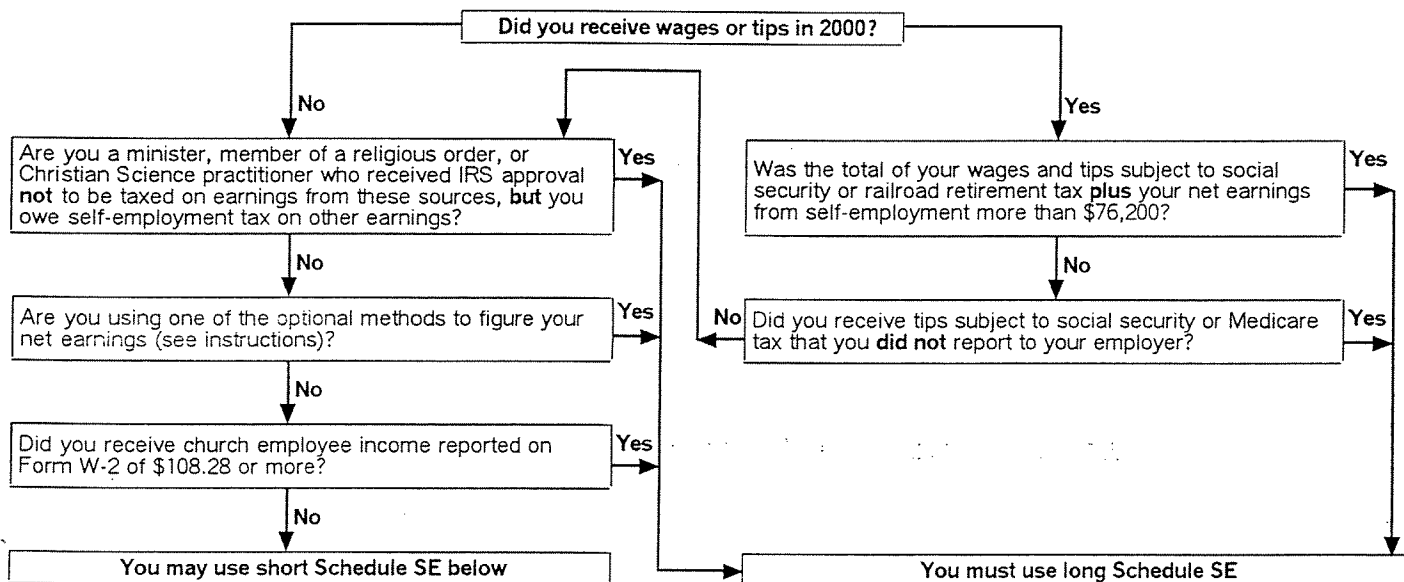 Did you receive wages or tips in 2000?
No
Yes
Are you a minister, member of a religious order, or
Christian Science practitioner who received IRS approval
not to be taxed on earnings from these sources, but you
owe self-employment tax on other earnings?
Yes
Was the total of your wages and tips subject to social
security or railroad retirement tax plus your net earnings
from self-employment more than $76,200?
Yes
No
No
Are you using one of the optional methods to figure your
net earnings (see instructions)?
Yes
No
Did you receive tips subject to social security or Medicare
tax that you did not report to your employer?
Yes
No
Did you receive church employee income reported on
Form W-2 of $108.28 or more?
Yes
No
You may use short Schedule SE below
You must use long Schedule SE